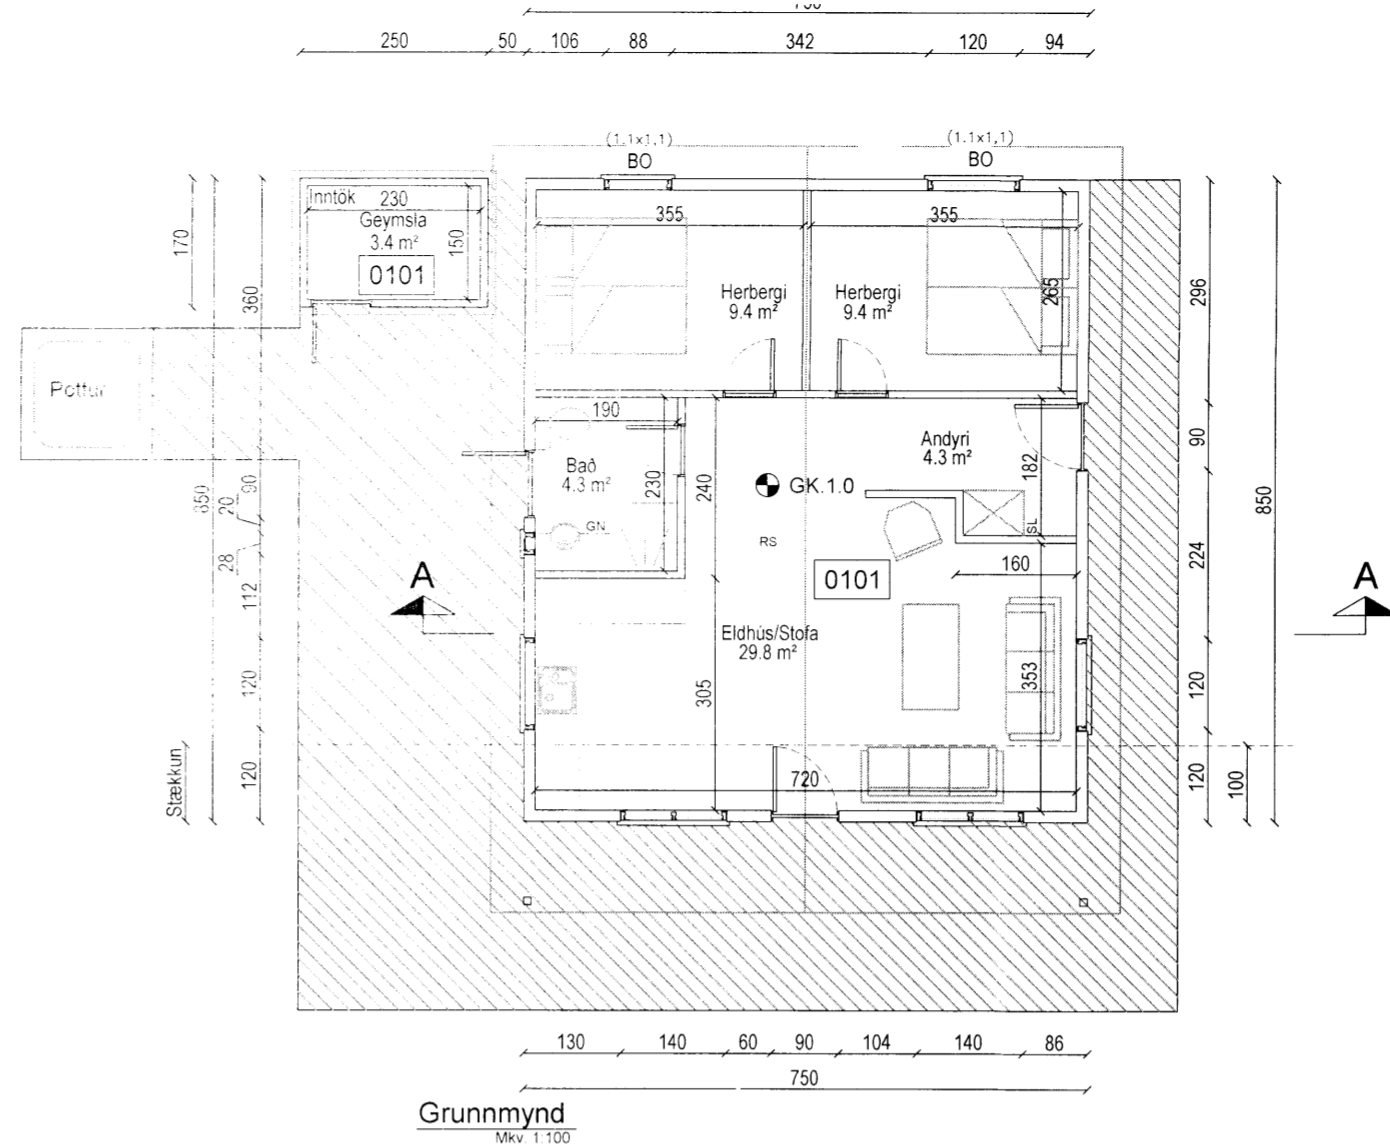 250 50 106 88 342 120 94
(1.1x1,1) (1.1x1,1)
BO BO
Inntök 230
Geymsla
3.4 m²
0101
150
170
360
355 355
265
296
Herbergi
9.4 m²
Herbergi
9.4 m²
Pottur
190
Bað
4.3 m²
230
240
GN
Andyri
4.3 m²
182
90
GK.1.0
RS
SL
850
20
90
28
112
224
850
160
0101
A A
Eldhús/Stofa
29.8 m²
305
353
120
120
Stækkun
120
720
120
100
130 140 60 90 104 140 86
750
Grunnmynd
Mkv. 1:100